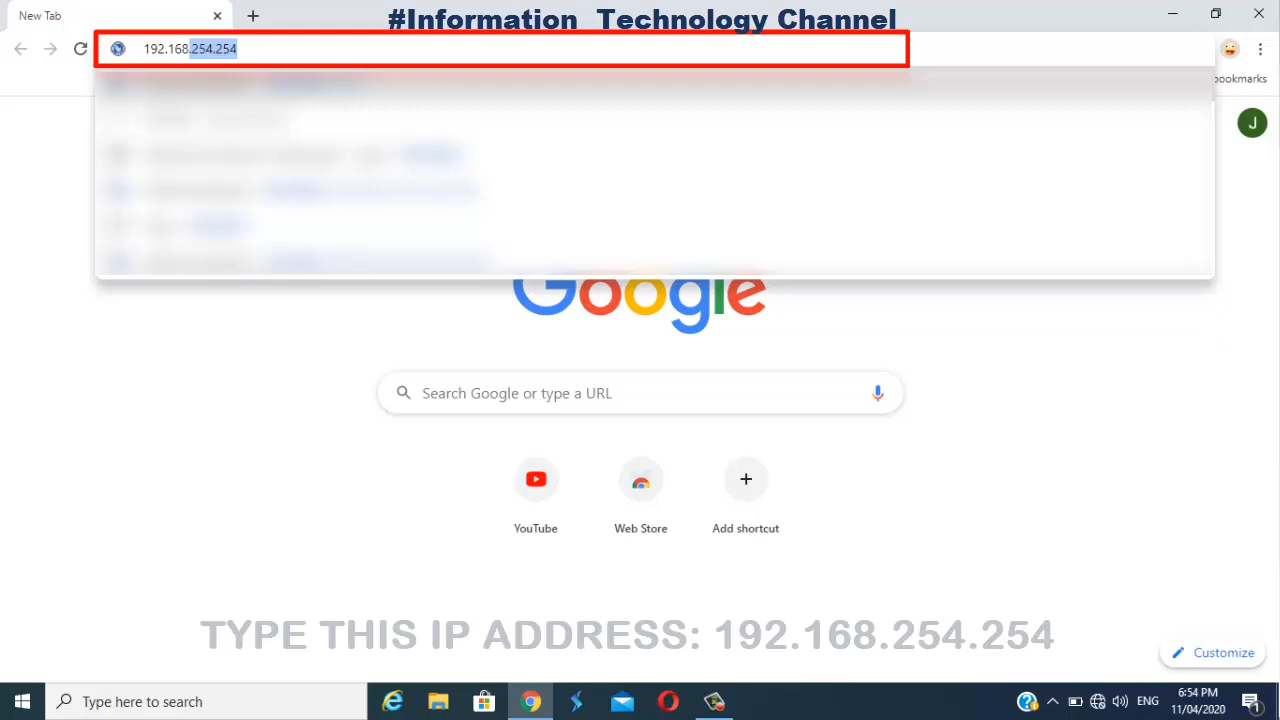 New Tab
#Information Technology Channel
192.168.254.254
bookmarks
J
Google
Search Google or type a URL
YouTube
Web Store
Add shortcut
TYPE THIS IP ADDRESS: 192.168.254.254
Customize
Type here to search
ENG
6:54 PM
11/04/2020
1